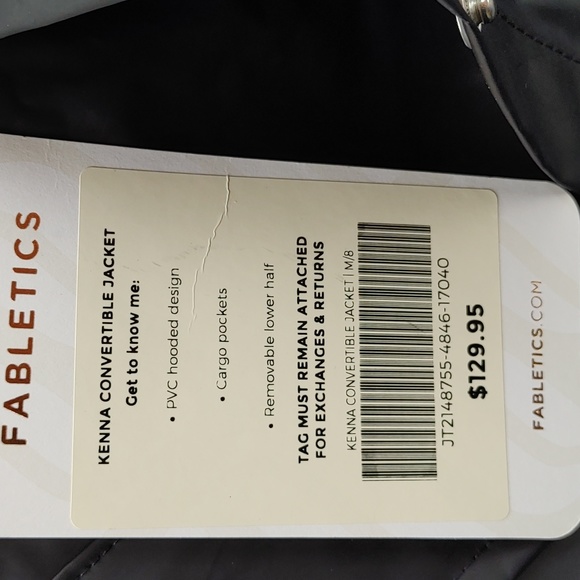 FABLETICS
KENNA CONVERTIBLE JACKET
Get to know me:
• PVC hooded design
• Cargo pockets
• Removable lower half
TAG MUST REMAIN ATTACHED
FOR EXCHANGES & RETURNS
KENNA CONVERTIBLE JACKET | M/8
JT2148755-4846-17040
$129.95
FABLETICS.COM